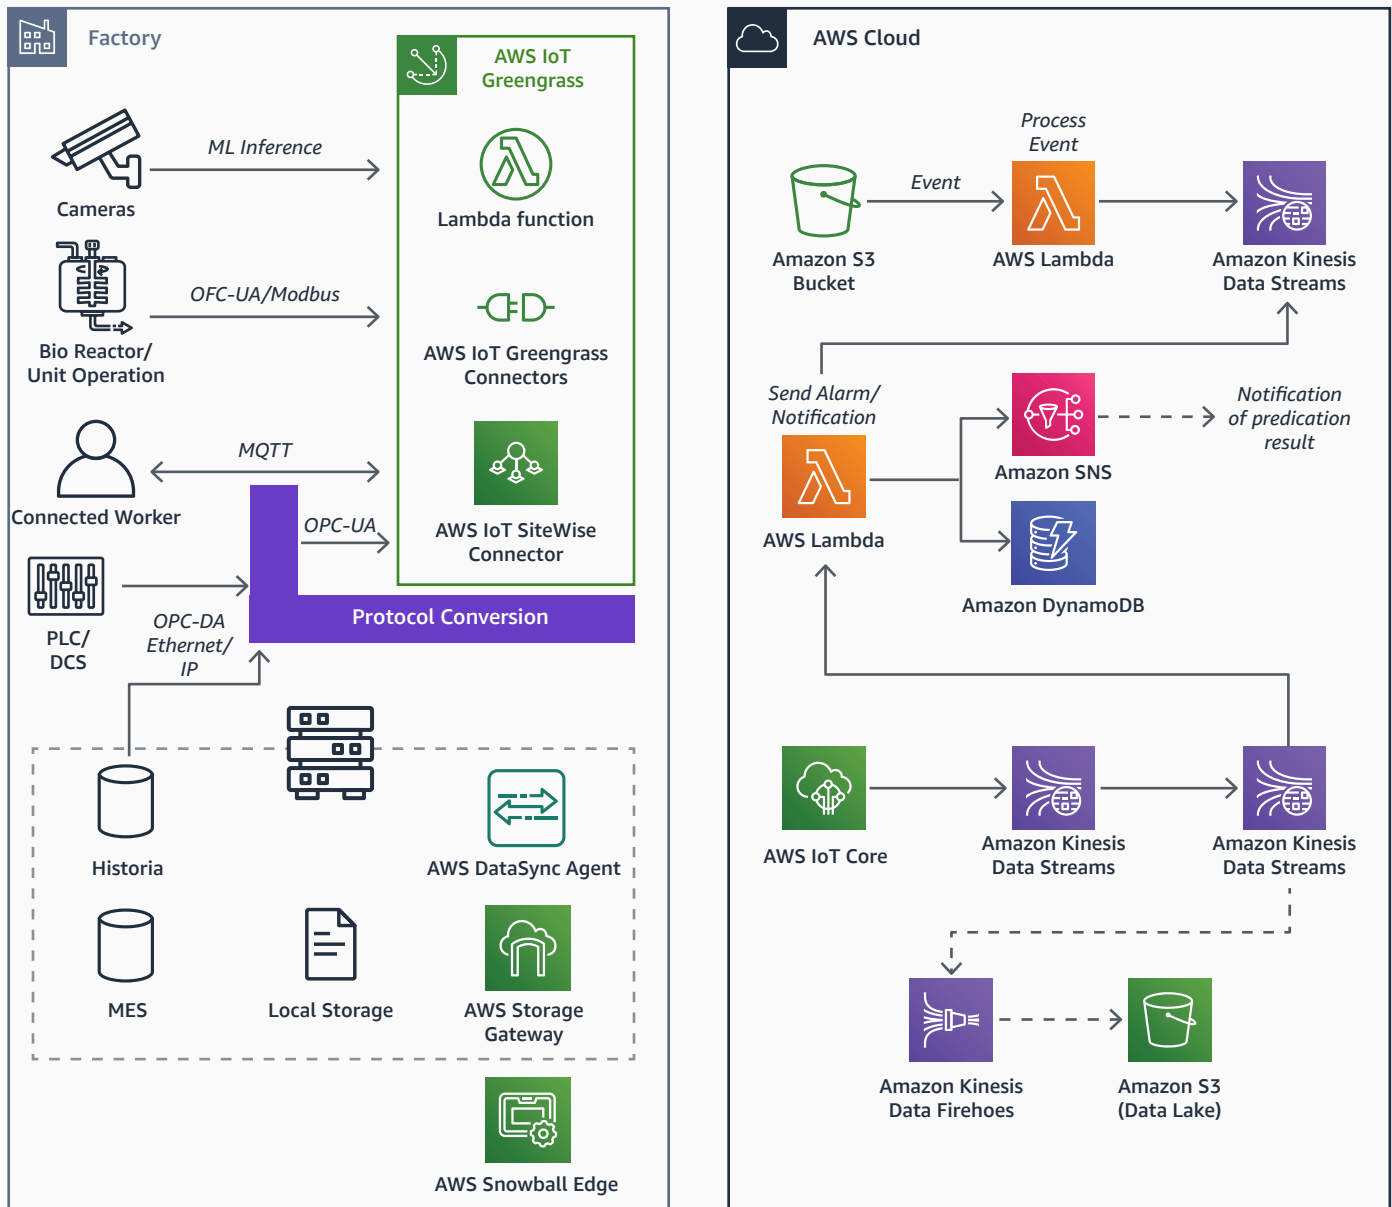 Factory
AWS IoT
Greengrass
ML Inference
Cameras
Lambda function
OFC-UA/Modbus
Bio Reactor/
Unit Operation
AWS IoT Greengrass
Connectors
MQTT
Connected Worker
OPC-UA
AWS IoT SiteWise
Connector
PLC/
DCS
OPC-DA
Ethernet/
IP
Protocol Conversion
Historia
AWS DataSync Agent
MES
Local Storage
AWS Storage
Gateway
AWS Snowball Edge
AWS Cloud
Process
Event
Event
Amazon S3
Bucket
AWS Lambda
Amazon Kinesis
Data Streams
Send Alarm/
Notification
AWS Lambda
Amazon SNS
Notification
of predication
result
Amazon DynamoDB
AWS IoT Core
Amazon Kinesis
Data Streams
Amazon Kinesis
Data Streams
Amazon Kinesis
Data Firehoes
Amazon S3
(Data Lake)